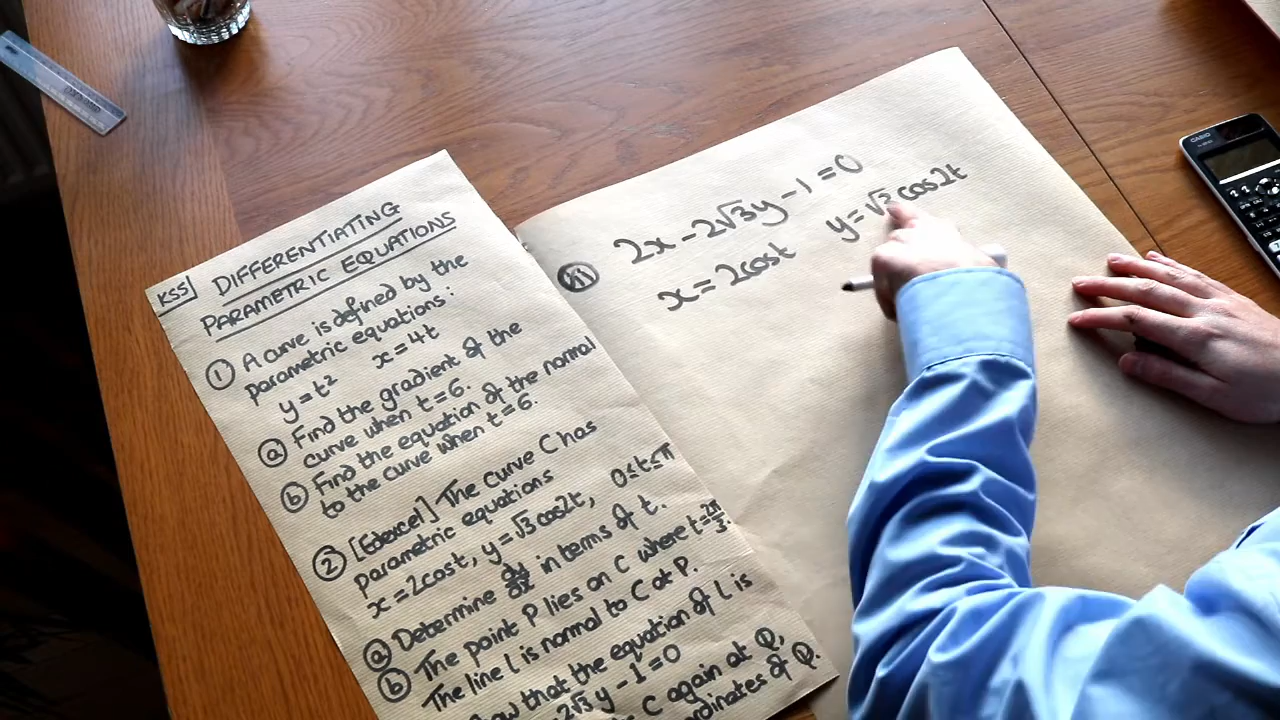 KS5
DIFFERENTIATING
PARAMETRIC EQUATIONS
① A curve is defined by the
parametric equations:
y = t² x = 4t
ⓐ Find the gradient of the
curve when t=6.
ⓑ Find the equation of the normal
to the curve when t=6.
② [Edexcel] The curve C has
parametric equations
x = 2cost, y = √3 cos2t, 0≤t≤π
ⓐ Determine dy/dx in terms of t.
ⓑ The point P lies on C where t=2π/3.
The line l is normal to C at P.
that the equation of l is
2√3y - 1 = 0
C again at Q,
of Q.
2x - 2√3y - 1 = 0
x = 2cost y = √3 cos2t
CASIO